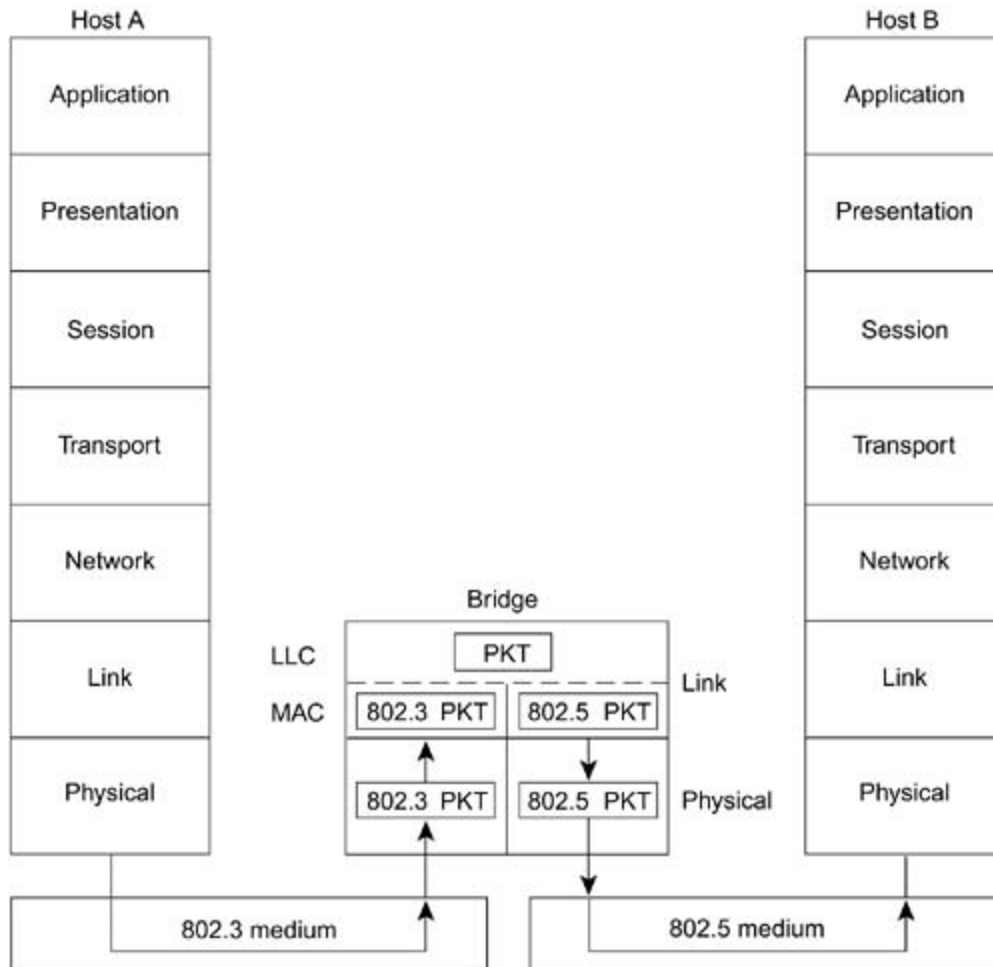 Host A
Application
Presentation
Session
Transport
Network
Link
Physical
Bridge
LLC
PKT
Link
MAC
802.3 PKT
802.5 PKT
802.3 PKT
802.5 PKT
Physical
Host B
Application
Presentation
Session
Transport
Network
Link
Physical
802.3 medium
802.5 medium